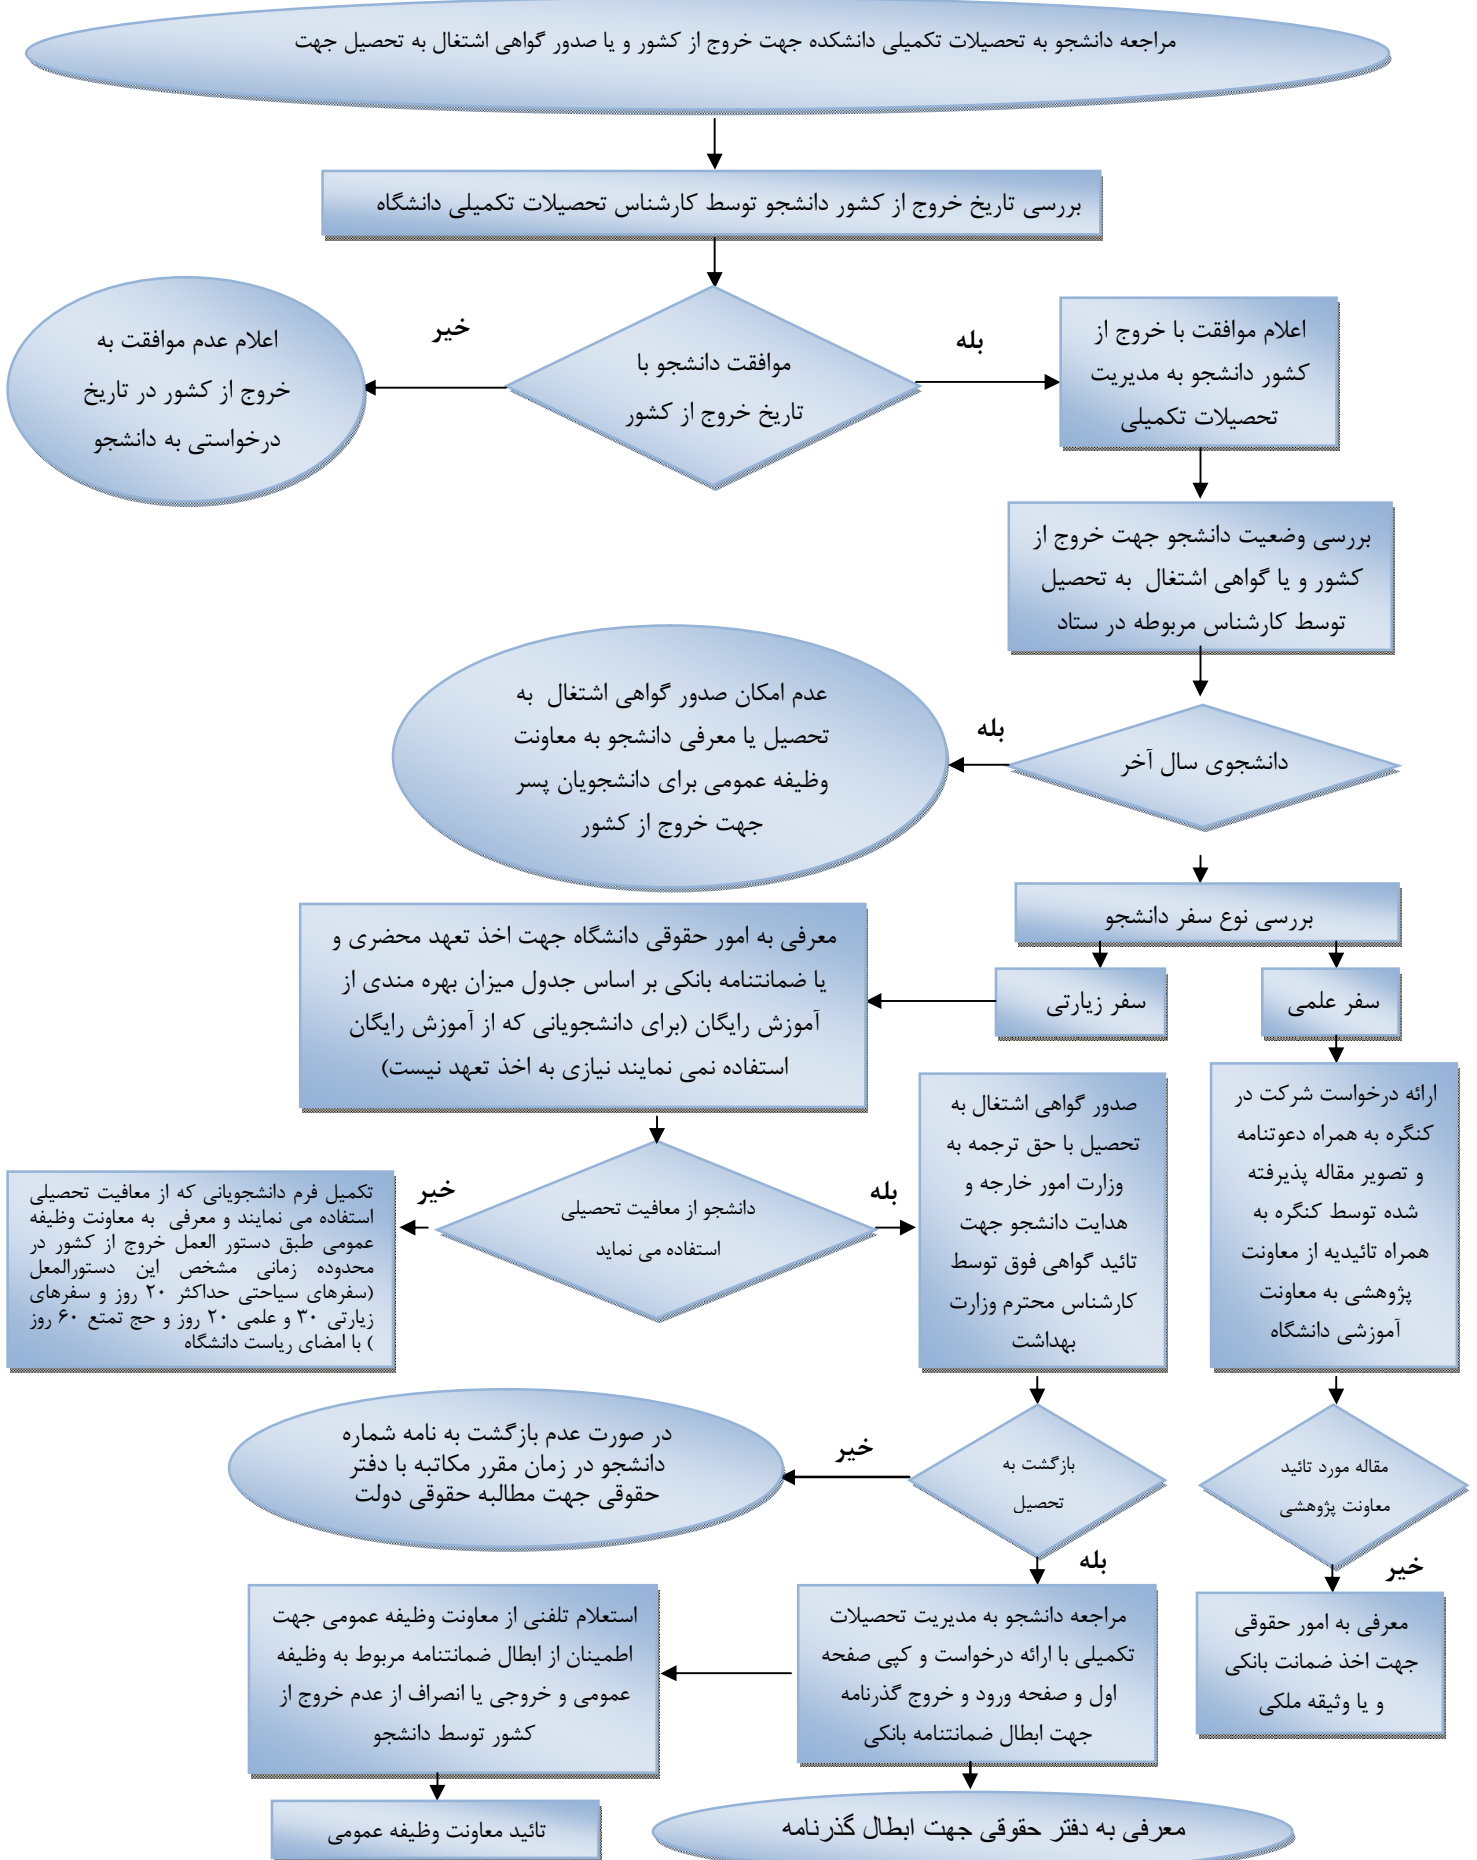 مراجعه دانشجو به تحصیلات تکمیلی دانشکده جهت خروج از کشور و یا صدور گواهی اشتغال به تحصیل جهت
بررسی تاریخ خروج از کشور دانشجو توسط کارشناس تحصیلات تکمیلی دانشگاه
موافقت دانشجو با
تاریخ خروج از کشور
بله
خیر
اعلام موافقت با خروج از
کشور دانشجو به مدیریت
تحصیلات تکمیلی
اعلام عدم موافقت به
خروج از کشور در تاریخ
درخواستی به دانشجو
بررسی وضعیت دانشجو جهت خروج از
کشور و یا گواهی اشتغال به تحصیل
توسط کارشناس مربوطه در ستاد
دانشجوی سال آخر
بله
عدم امکان صدور گواهی اشتغال به
تحصیل یا معرفی دانشجو به معاونت
وظیفه عمومی برای دانشجویان پسر
جهت خروج از کشور
بررسی نوع سفر دانشجو
سفر علمی
سفر زیارتی
معرفی به امور حقوقی دانشگاه جهت اخذ تعهد محضری و
یا ضمانتنامه بانکی بر اساس جدول میزان بهره مندی از
آموزش رایگان (برای دانشجویانی که از آموزش رایگان
استفاده نمی نمایند نیازی به اخذ تعهد نیست)
ارائه درخواست شرکت در
کنگره به همراه دعوتنامه
و تصویر مقاله پذیرفته
شده توسط کنگره به
همراه تائیدیه از معاونت
پژوهشی به معاونت
آموزشی دانشگاه
صدور گواهی اشتغال به
تحصیل با حق ترجمه به
وزارت امور خارجه و
هدایت دانشجو جهت
تائید گواهی فوق توسط
کارشناس محترم وزارت
بهداشت
دانشجو از معافیت تحصیلی
استفاده می نماید
بله
خیر
تکمیل فرم دانشجویانی که از معافیت تحصیلی
استفاده می نمایند و معرفی به معاونت وظیفه
عمومی طبق دستور العمل خروج از کشور در
محدوده زمانی مشخص این دستورالمعل
(سفرهای سیاحتی حداکثر ۲۰ روز و سفرهای
زیارتی ۳۰ و علمی ۲۰ روز و حج تمتع ۶۰ روز
) با امضای ریاست دانشگاه
مقاله مورد تائید
معاونت پژوهشی
خیر
بازگشت به
تحصیل
خیر
بله
در صورت عدم بازگشت به نامه شماره
دانشجو در زمان مقرر مکاتبه با دفتر
حقوقی جهت مطالبه حقوقی دولت
معرفی به امور حقوقی
جهت اخذ ضمانت بانکی
و یا وثیقه ملکی
مراجعه دانشجو به مدیریت تحصیلات
تکمیلی با ارائه درخواست و کپی صفحه
اول و صفحه ورود و خروج گذرنامه
جهت ابطال ضمانتنامه بانکی
استعلام تلفنی از معاونت وظیفه عمومی جهت
اطمینان از ابطال ضمانتنامه مربوط به وظیفه
عمومی و خروجی یا انصراف از عدم خروج از
کشور توسط دانشجو
معرفی به دفتر حقوقی جهت ابطال گذرنامه
تائید معاونت وظیفه عمومی